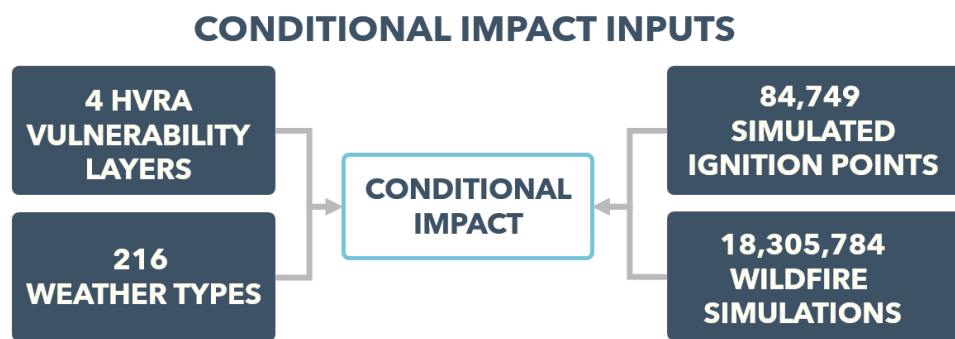 CONDITIONAL IMPACT INPUTS
4 HVRA
VULNERABILITY
LAYERS
216
WEATHER TYPES
CONDITIONAL
IMPACT
84,749
SIMULATED
IGNITION POINTS
18,305,784
WILDFIRE
SIMULATIONS